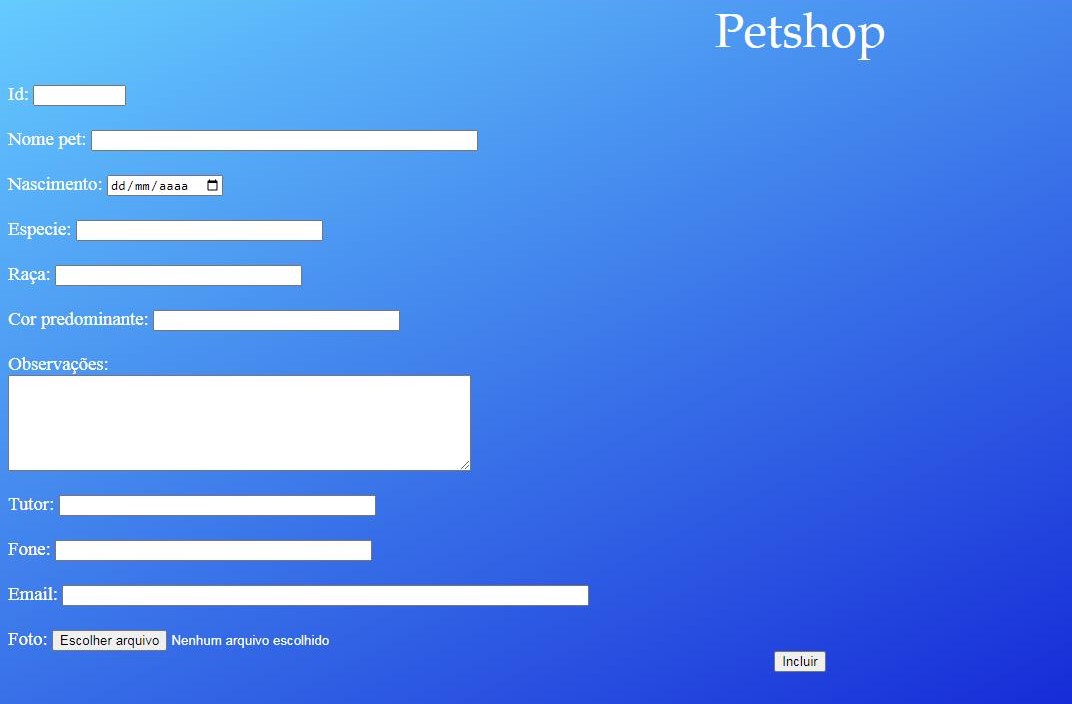 Petshop
Id:
Nome pet:
Nascimento: dd/mm/aaaa
Especie:
Raça:
Cor predominante:
Observações:
Tutor:
Fone:
Email:
Foto: Escolher arquivo Nenhum arquivo escolhido
Incluir